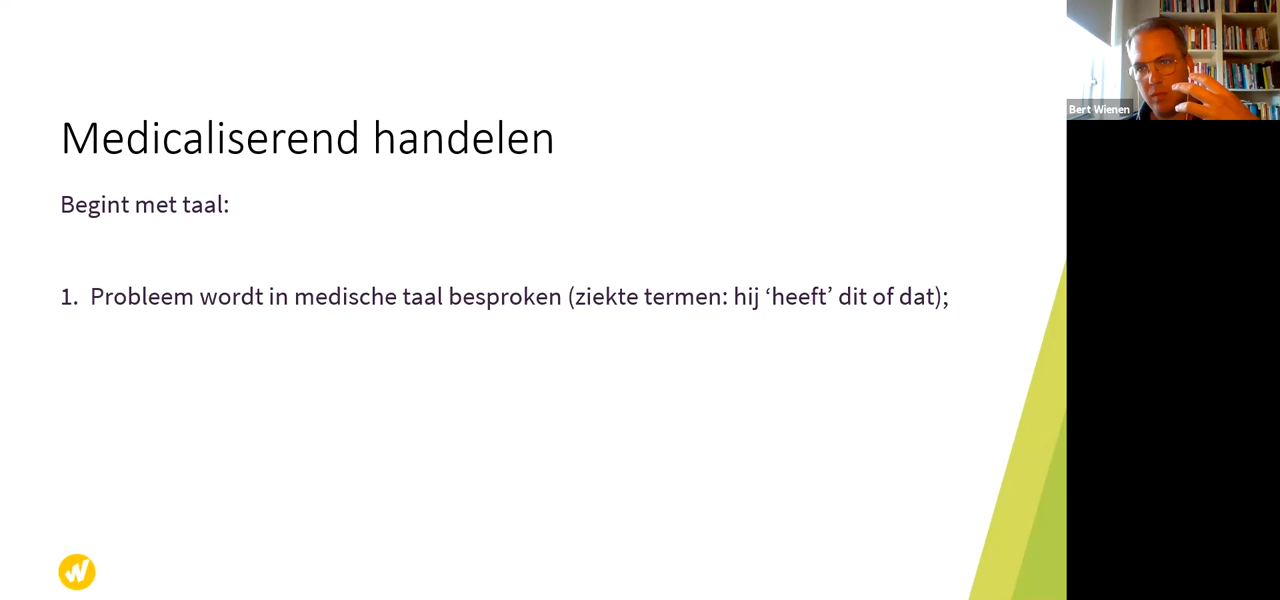 Bert Wienen
Medicaliserend handelen
Begint met taal:
1. Probleem wordt in medische taal besproken (ziekte termen: hij ‘heeft’ dit of dat);
W